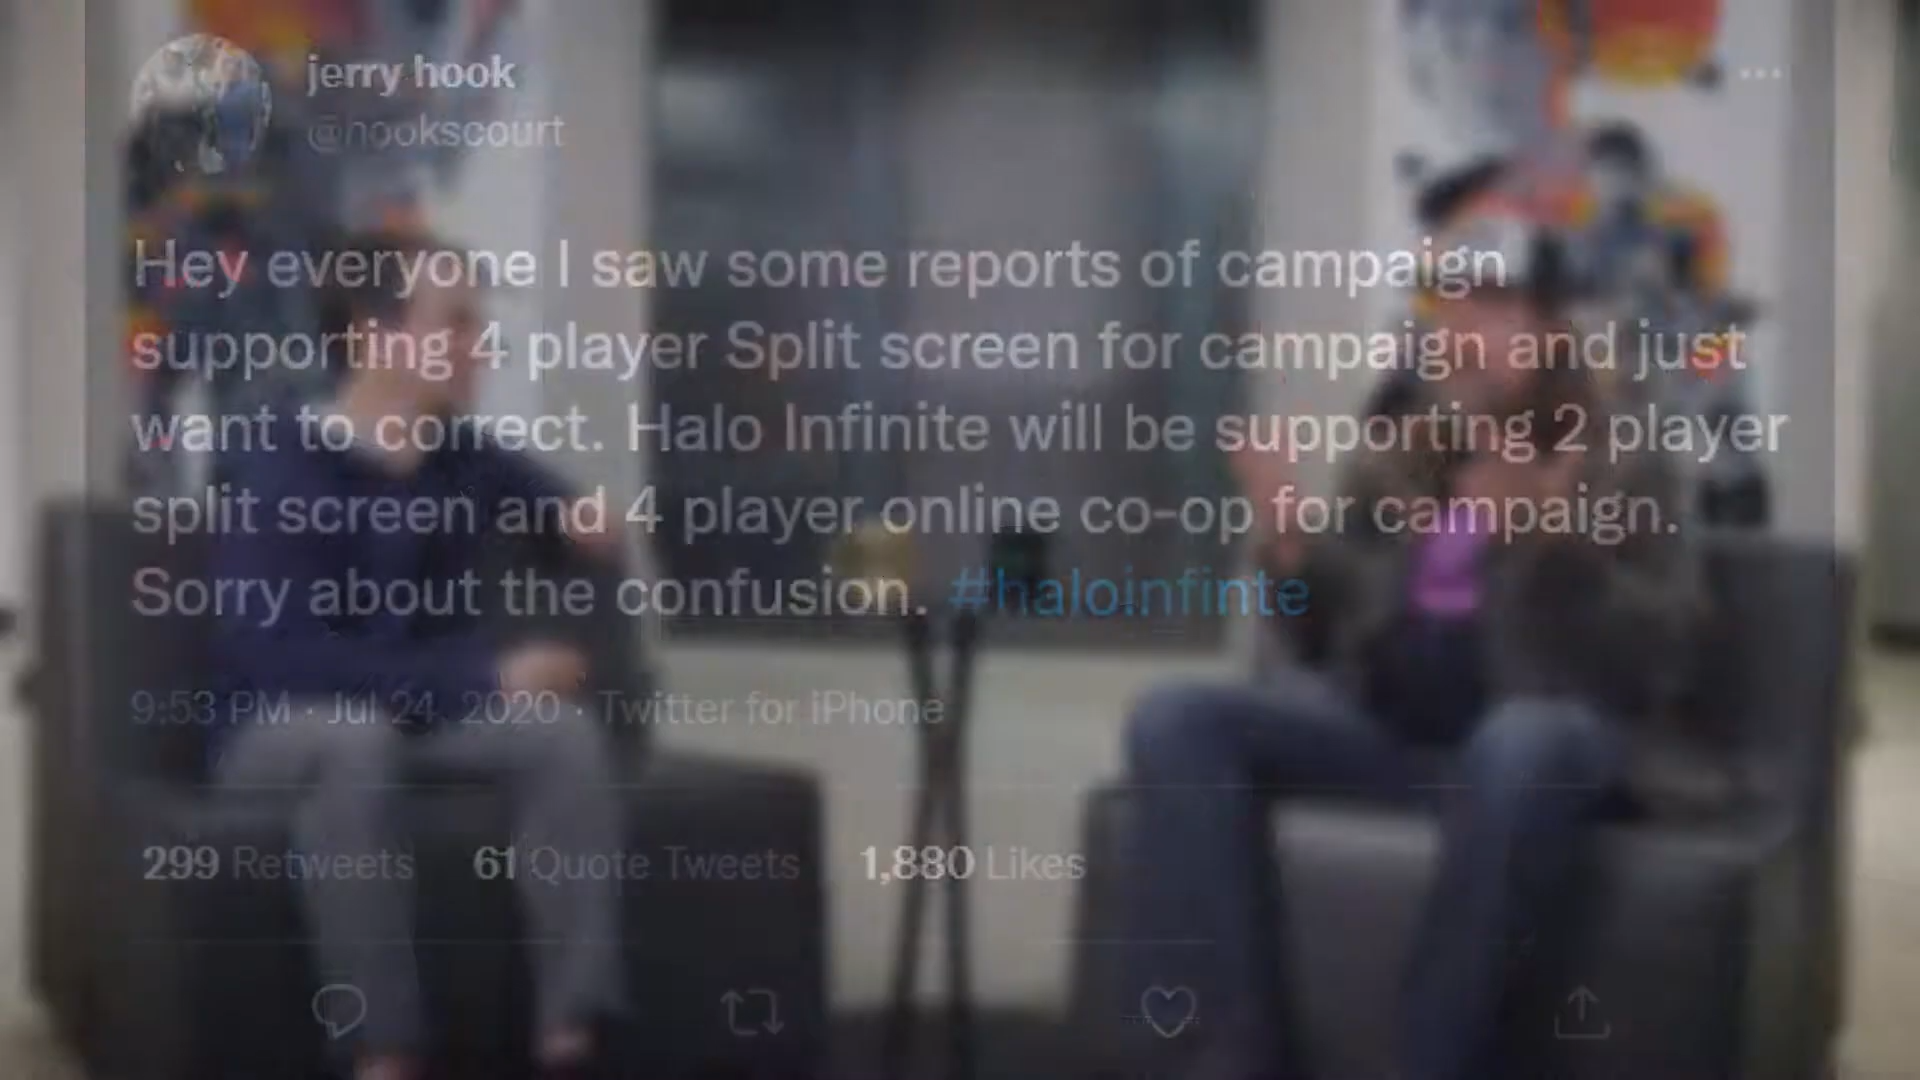 jerry hook
@hookscourt
Hey everyone I saw some reports of campaign
supporting 4 player Split screen for campaign and just
want to correct. Halo Infinite will be supporting 2 player
split screen and 4 player online co-op for campaign.
Sorry about the confusion. #haloinfinte
9:53 PM · Jul 24, 2020 · Twitter for iPhone
299 Retweets 61 Quote Tweets 1,880 Likes